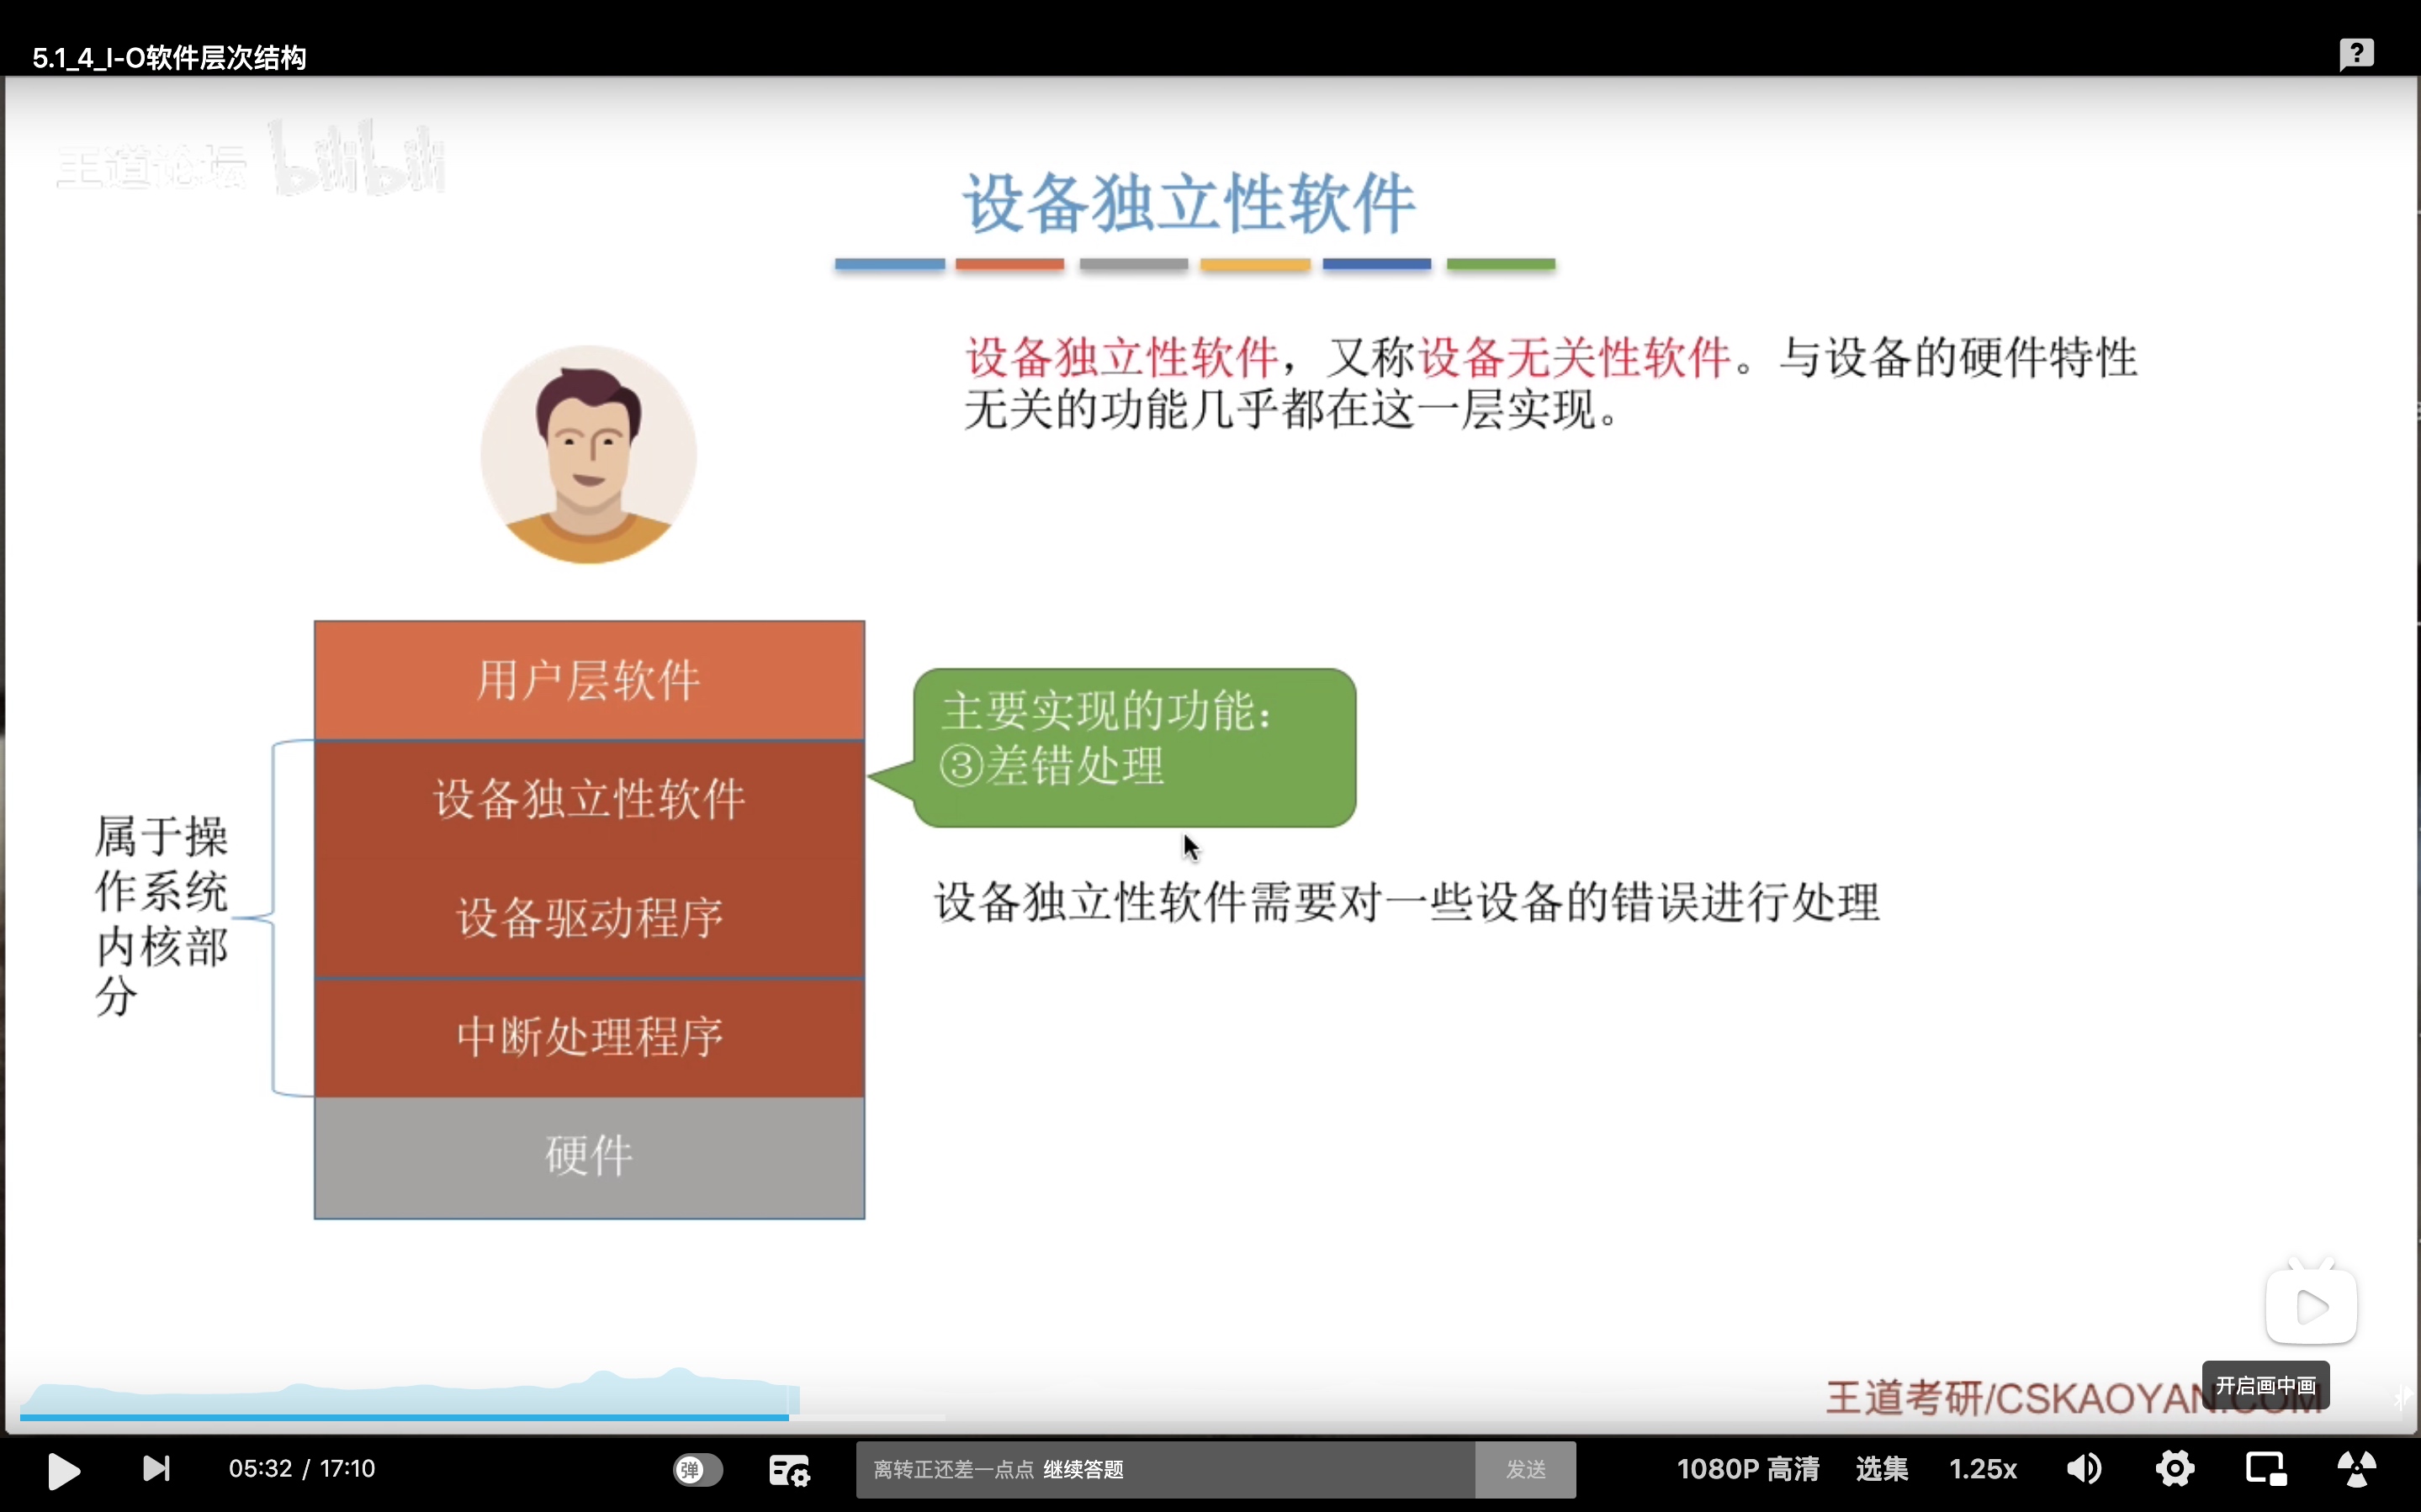 5.1_4_I-O软件层次结构
王道论坛 bilibili
设备独立性软件
设备独立性软件，又称设备无关性软件。与设备的硬件特性
无关的功能几乎都在这一层实现。
用户层软件
设备独立性软件
设备驱动程序
中断处理程序
硬件
属于操
作系统
内核部
分
主要实现的功能：
③差错处理
设备独立性软件需要对一些设备的错误进行处理
王道考研/CSKAOYAN.COM
开启画中画
05:32 / 17:10
弹
离转正还差一点点 继续答题
发送
1080P 高清
选集
1.25x